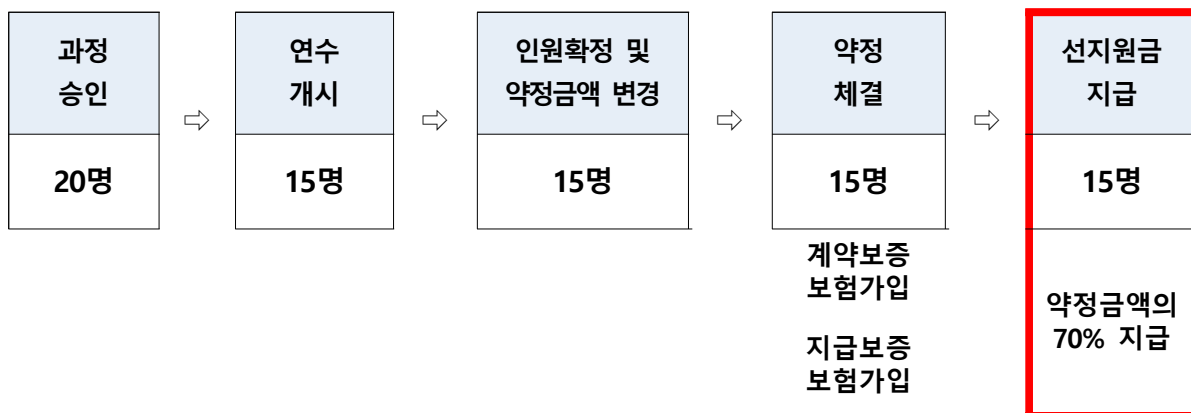 과정
승인
⇨
연수
개시
⇨
인원확정 및
약정금액 변경
⇨
약정
체결
⇨
선지원금
지급
20명
15명
15명
15명
15명
계약보증
보험가입
지급보증
보험가입
약정금액의
70% 지급